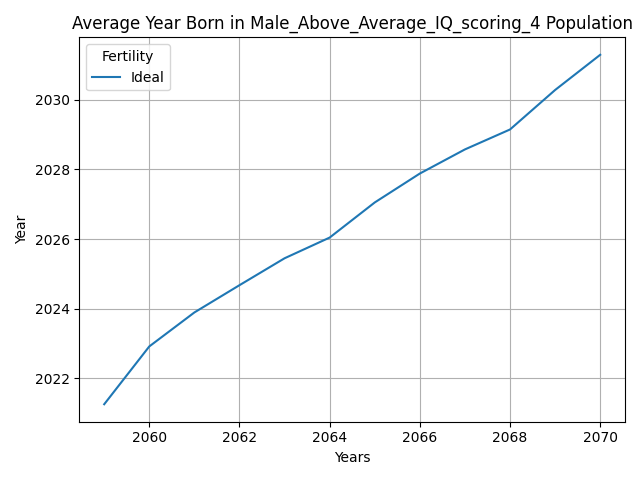 Average Year Born in Male_Above_Average_IQ_scoring_4 Population
Fertility
Ideal
2030
2028
2026
2024
2022
Year
2060 2062 2064 2066 2068 2070
Years